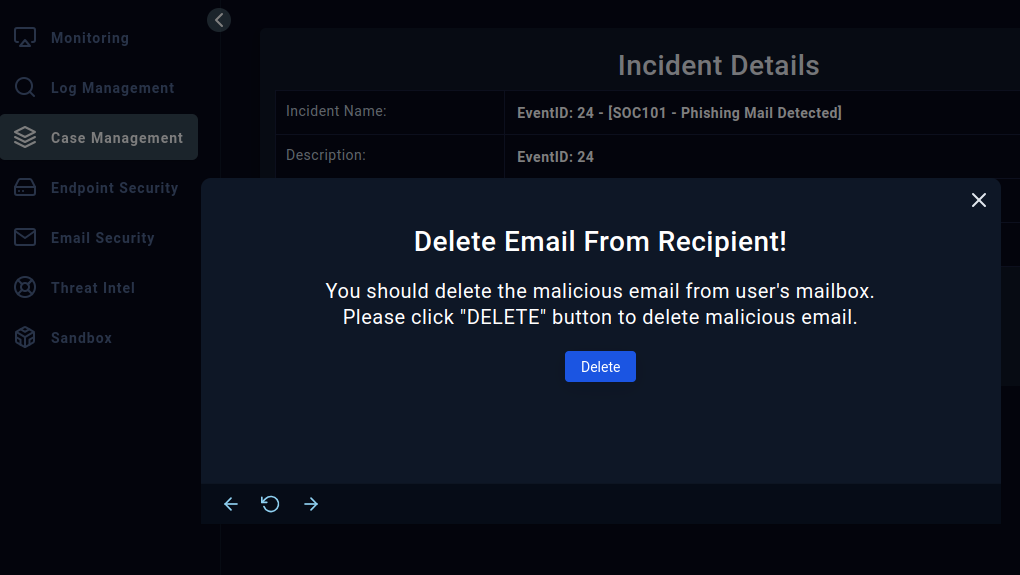 Monitoring
Log Management
Case Management
Endpoint Security
Email Security
Threat Intel
Sandbox
Incident Details
Incident Name: EventID: 24 - [SOC101 - Phishing Mail Detected]
Description: EventID: 24
Delete Email From Recipient!
You should delete the malicious email from user's mailbox.
Please click "DELETE" button to delete malicious email.
Delete